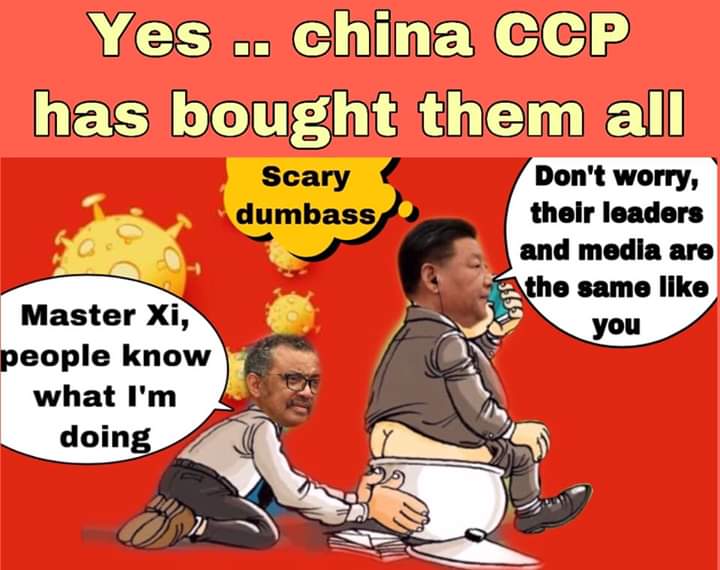 Yes .. china CCP
has bought them all
Scary
dumbass
Don't worry,
their leaders
and media are
the same like
you
Master Xi,
people know
what I'm
doing